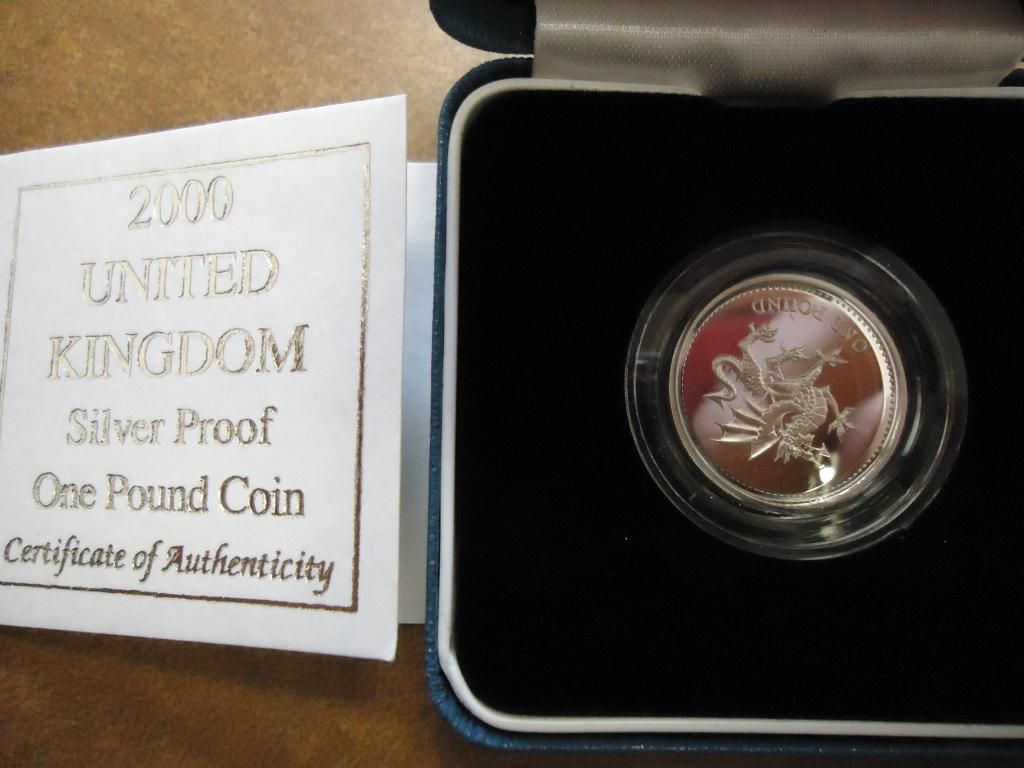 2000
UNITED
KINGDOM
Silver Proof
One Pound Coin
Certificate of Authenticity
ONE POUND